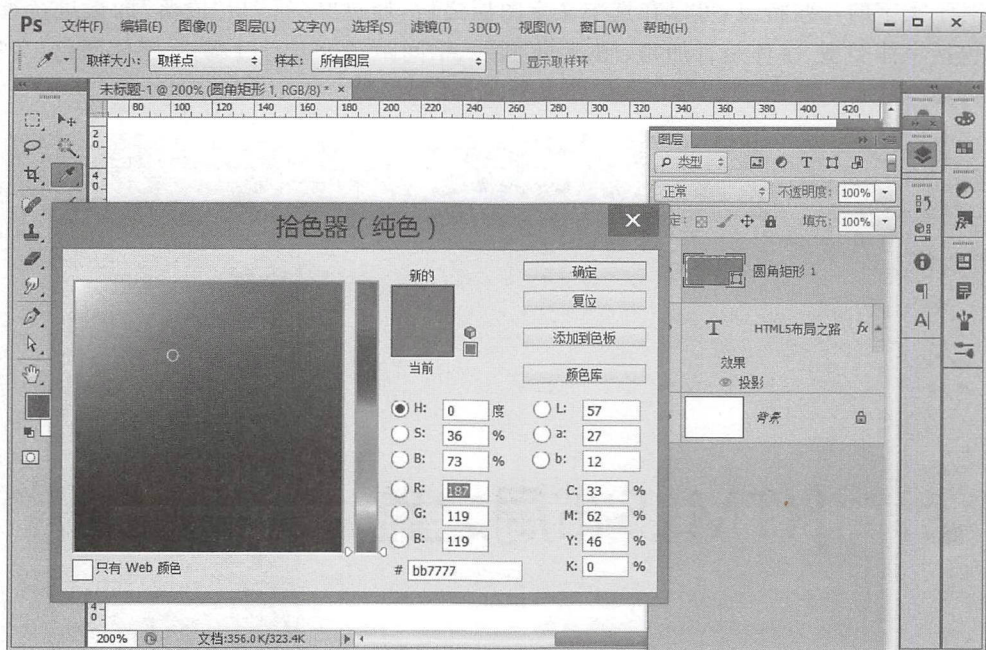 Ps 文件(F) 编辑(E) 图像(I) 图层(L) 文字(Y) 选择(S) 滤镜(T) 3D(D) 视图(V) 窗口(W) 帮助(H)
取样大小: 取样点 样本: 所有图层 显示取样环
未标题-1 @ 200% (圆角矩形 1, RGB/8) * ×
80 100 120 140 160 180 200 220 240 260 280 300 320 340 360 380 400 420
2 0
4 0
图层
类型
正常 不透明度: 100%
定: 填充: 100%
圆角矩形 1
T HTML5布局之路 fx
效果
投影
背景
拾色器(纯色)
新的
当前
确定
复位
添加到色板
颜色库
H: 0 度
S: 36 %
B: 73 %
R: 187
G: 119
B: 119
L: 57
a: 27
b: 12
C: 33 %
M: 62 %
Y: 46 %
K: 0 %
# bb7777
只有 Web 颜色
4 0
200% 文档:356.0 K/323.4K